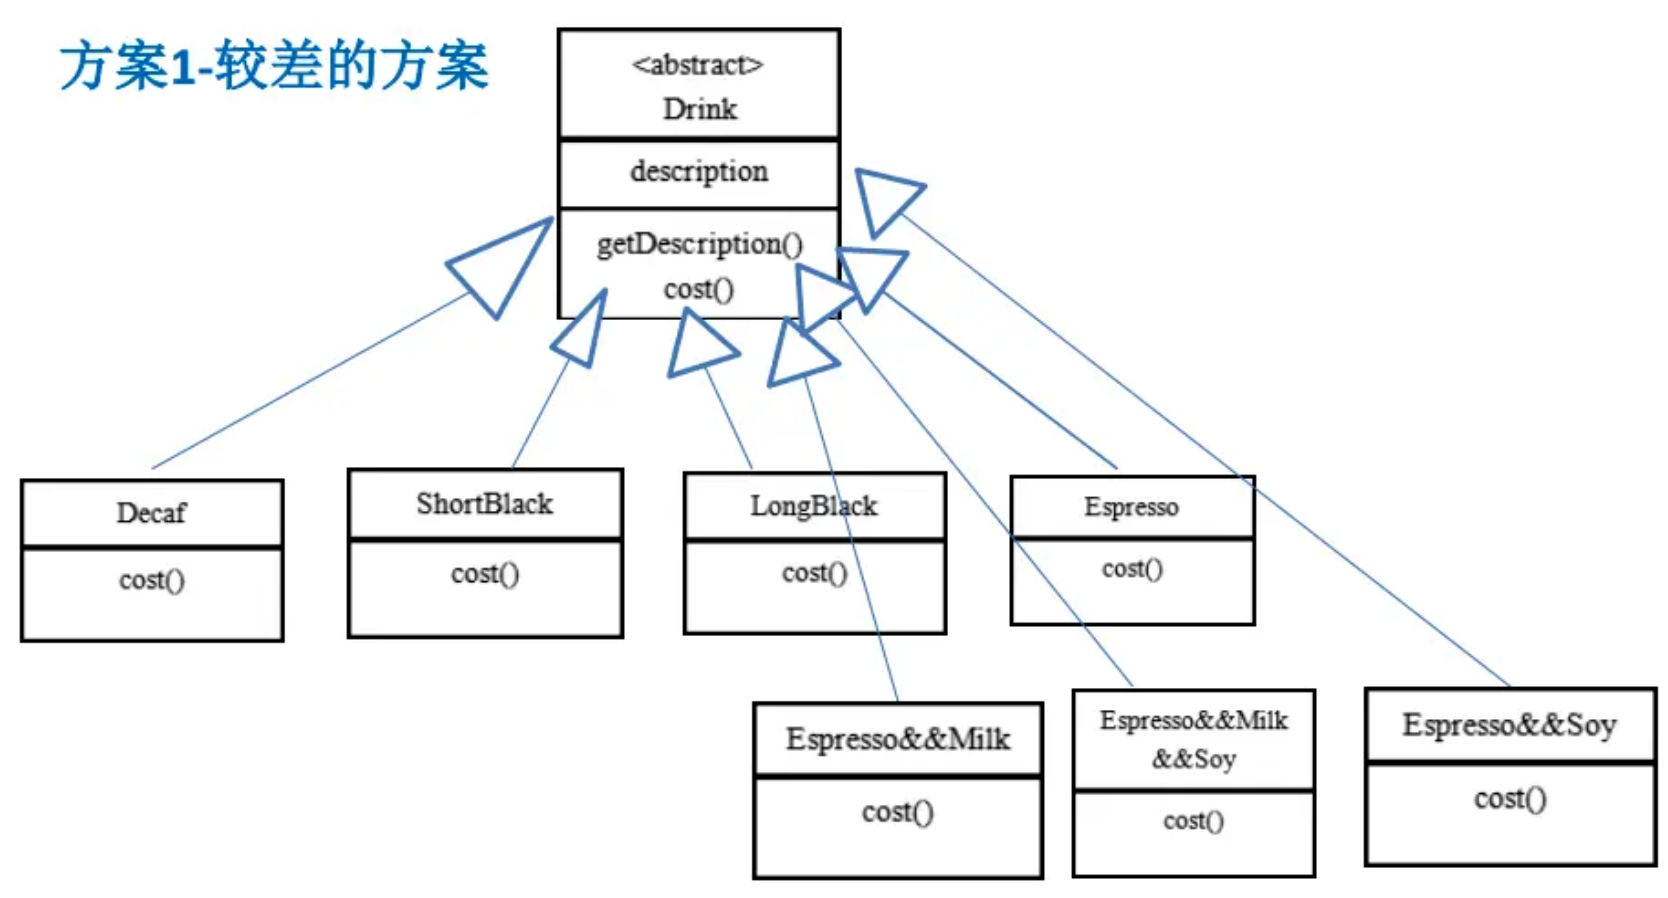 方案1-较差的方案
<abstract>
Drink
description
getDescription()
cost()
Decaf
cost()
ShortBlack
cost()
LongBlack
cost()
Espresso
cost()
Espresso&&Milk
cost()
Espresso&&Milk
&&Soy
cost()
Espresso&&Soy
cost()